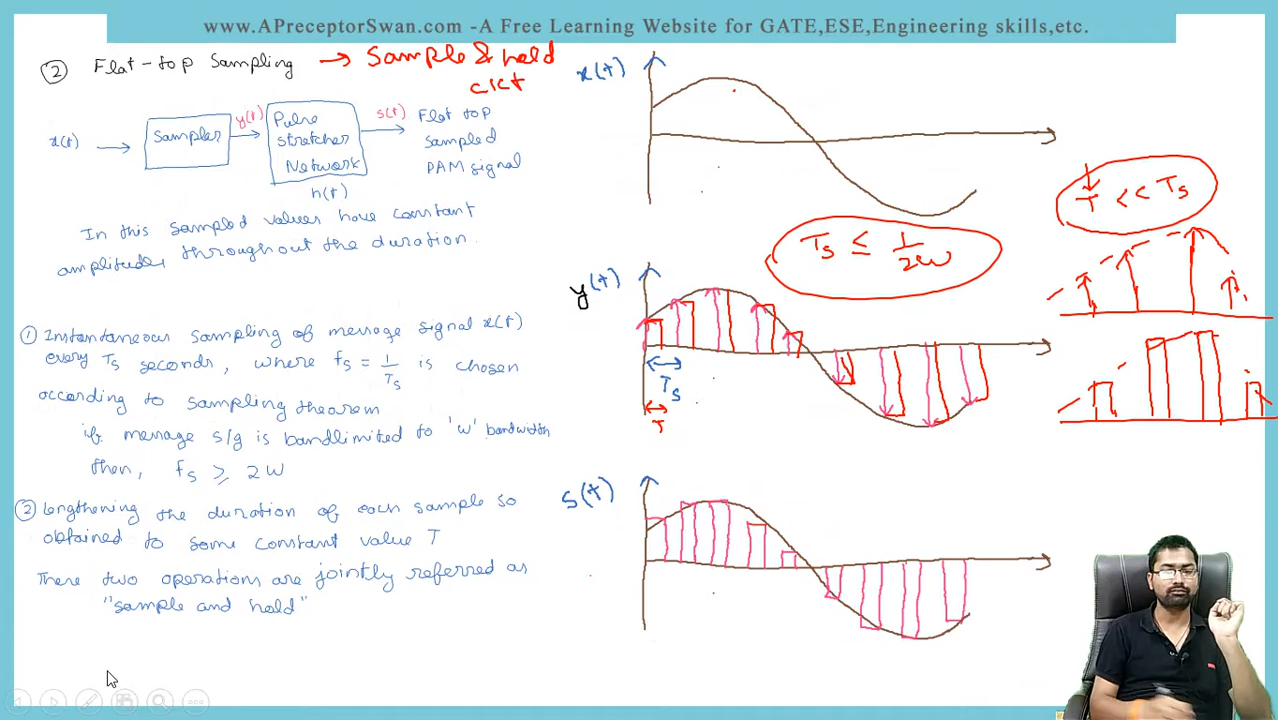 www.APreceptorSwan.com -A Free Learning Website for GATE,ESE,Engineering skills,etc.
② Flat-top Sampling → Sample & hold
ckt
x(t) → Sampler y(t) → Pulse stretcher Network s(t) → Flat top
sampled
PAM signal
h(t)
In this sampled values have constant
amplitudes throughout the duration.
① Instantaneous sampling of message signal x(t)
every Ts seconds, where fs = 1/Ts is chosen
according to sampling theorem
if message s/g is bandlimited to 'w' bandwidth
then, fs ≥ 2W
② lengthening the duration of each sample so
obtained to some constant value T
These two operation are jointly referred as
"sample and hold"
x(t)
Ts ≤ 1/2W
T << Ts
y(t)
Ts
T
s(t)